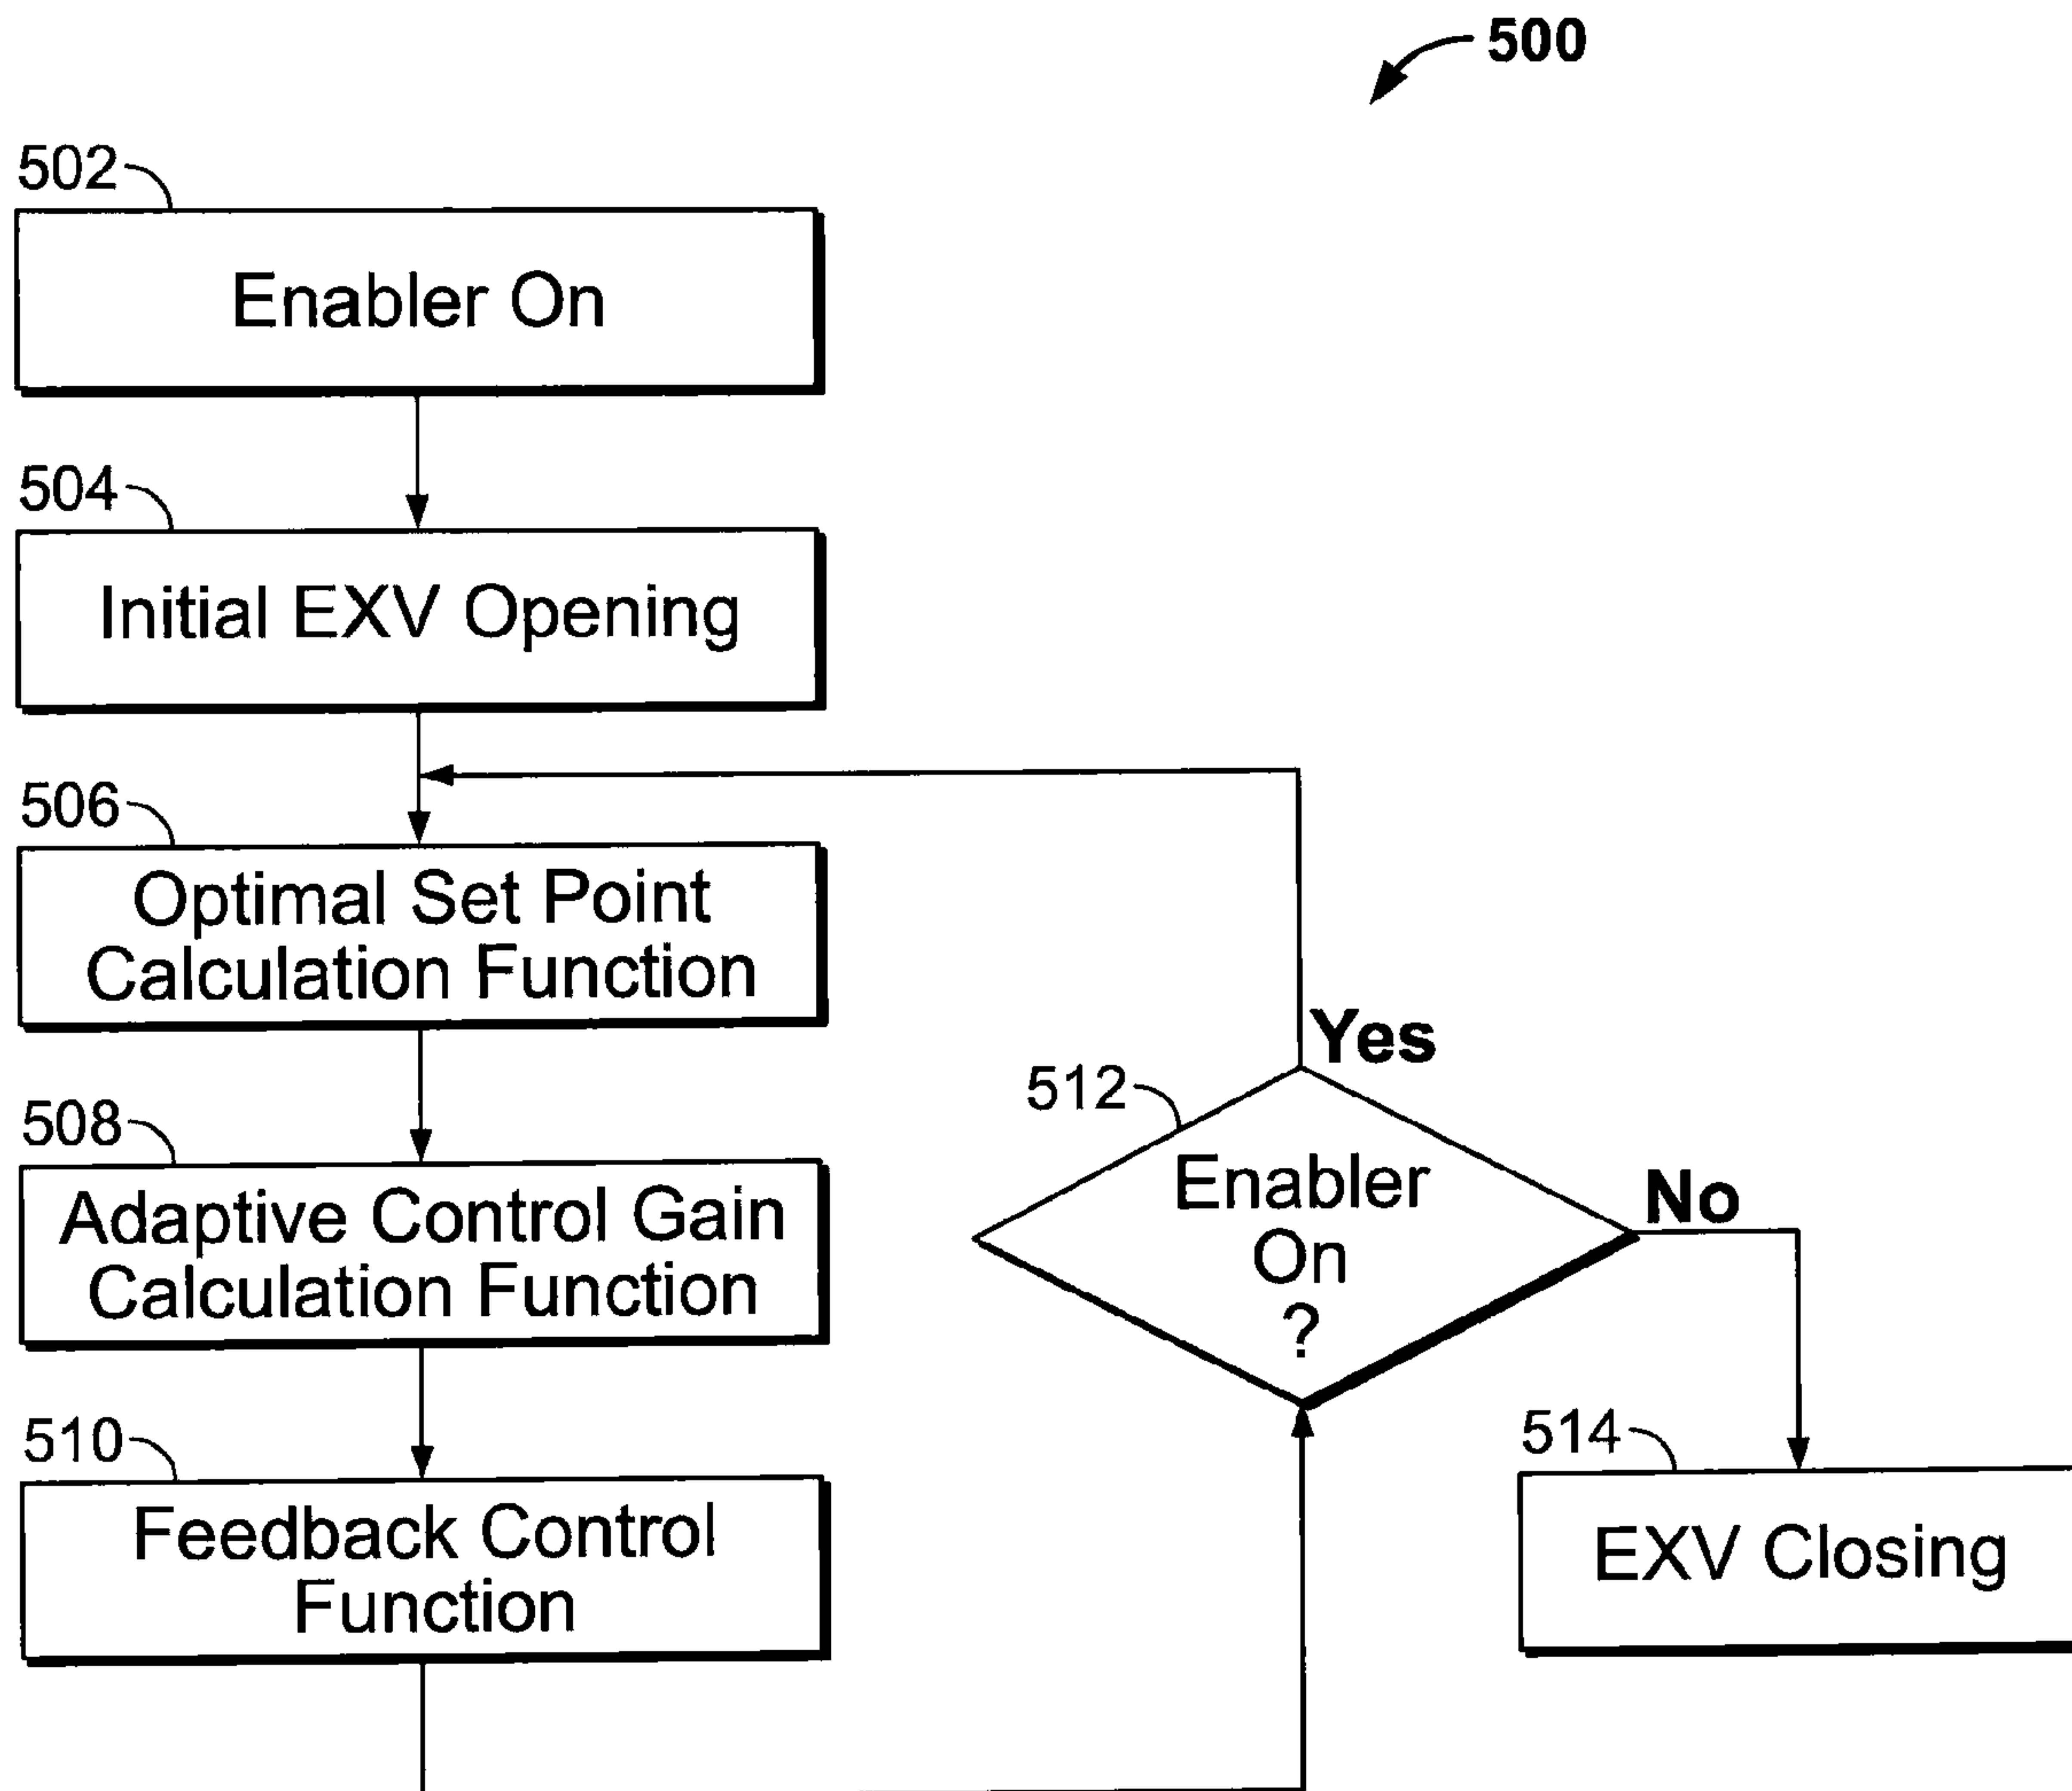 500
502
Enabler On
504
Initial EXV Opening
506
Optimal Set Point
Calculation Function
508
Adaptive Control Gain
Calculation Function
510
Feedback Control
Function
512
Enabler
On
?
Yes
No
514
EXV Closing